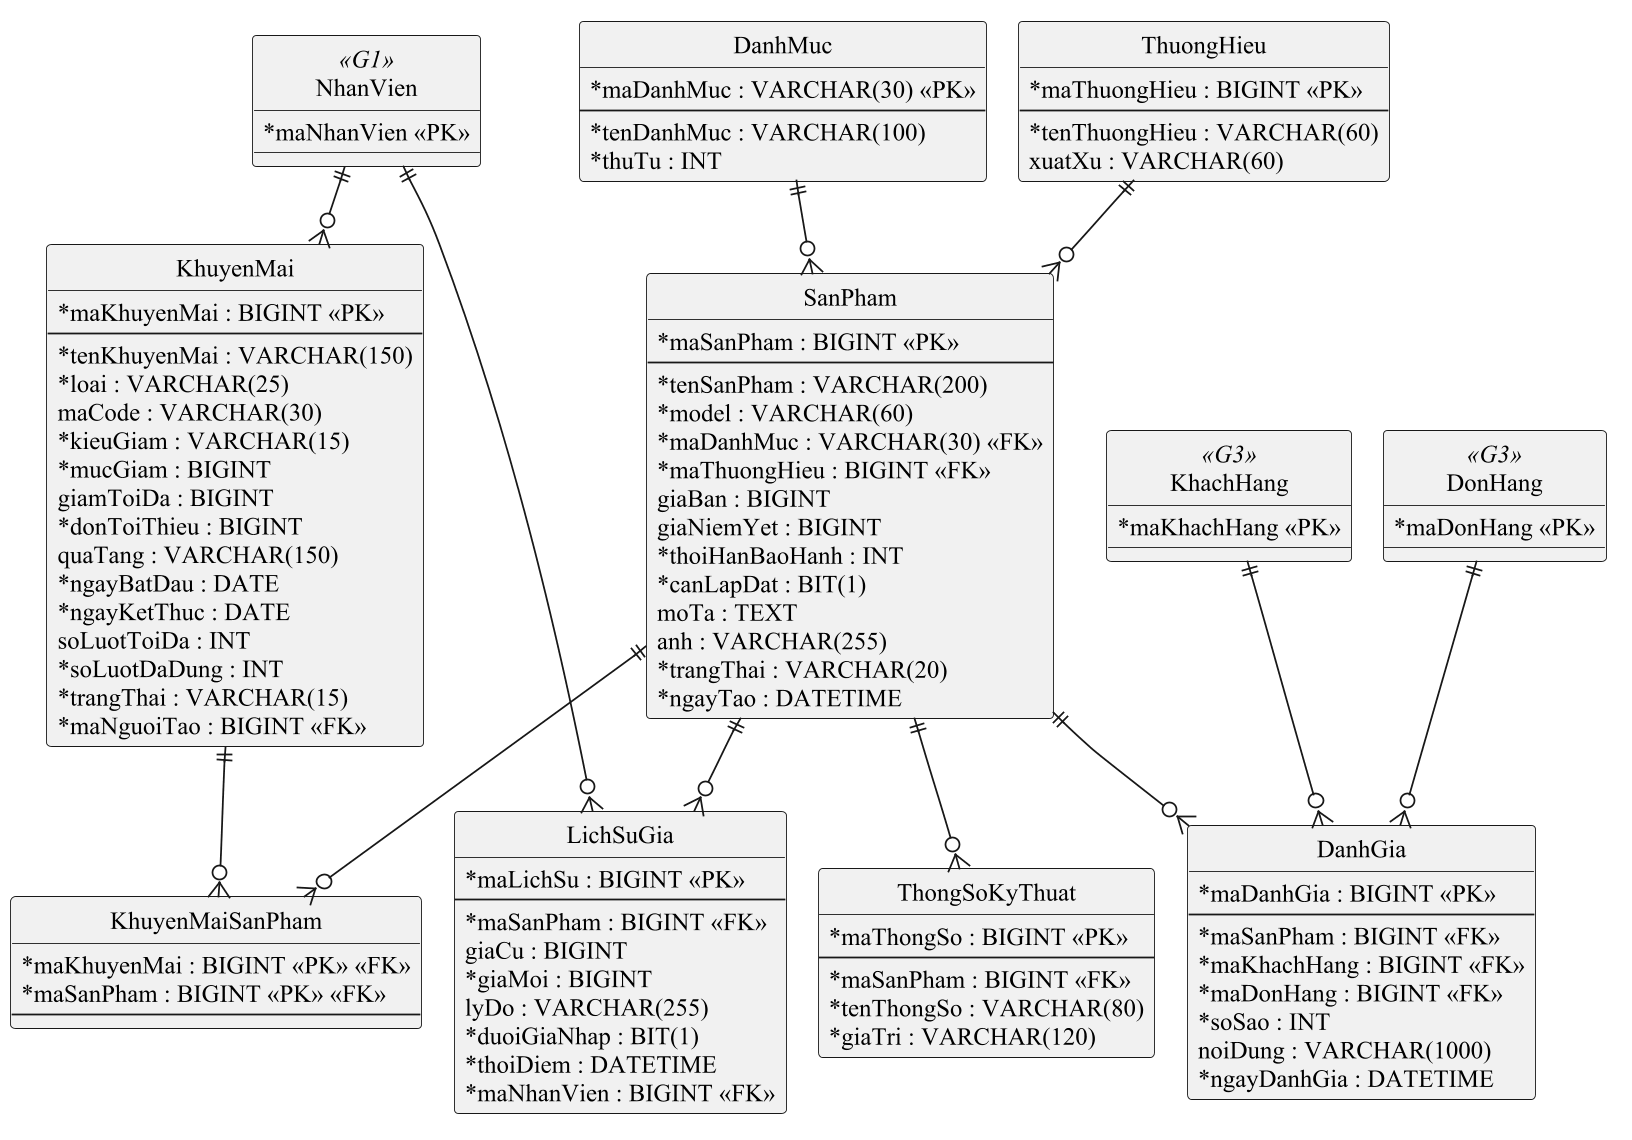 «G1»
NhanVien
*maNhanVien «PK»
DanhMuc
*maDanhMuc : VARCHAR(30) «PK»
*tenDanhMuc : VARCHAR(100)
*thuTu : INT
ThuongHieu
*maThuongHieu : BIGINT «PK»
*tenThuongHieu : VARCHAR(60)
xuatXu : VARCHAR(60)
KhuyenMai
*maKhuyenMai : BIGINT «PK»
*tenKhuyenMai : VARCHAR(150)
*loai : VARCHAR(25)
maCode : VARCHAR(30)
*kieuGiam : VARCHAR(15)
*mucGiam : BIGINT
giamToiDa : BIGINT
*donToiThieu : BIGINT
quaTang : VARCHAR(150)
*ngayBatDau : DATE
*ngayKetThuc : DATE
soLuotToiDa : INT
*soLuotDaDung : INT
*trangThai : VARCHAR(15)
*maNguoiTao : BIGINT «FK»
SanPham
*maSanPham : BIGINT «PK»
*tenSanPham : VARCHAR(200)
*model : VARCHAR(60)
*maDanhMuc : VARCHAR(30) «FK»
*maThuongHieu : BIGINT «FK»
giaBan : BIGINT
giaNiemYet : BIGINT
*thoiHanBaoHanh : INT
*canLapDat : BIT(1)
moTa : TEXT
anh : VARCHAR(255)
*trangThai : VARCHAR(20)
*ngayTao : DATETIME
«G3»
KhachHang
*maKhachHang «PK»
«G3»
DonHang
*maDonHang «PK»
KhuyenMaiSanPham
*maKhuyenMai : BIGINT «PK» «FK»
*maSanPham : BIGINT «PK» «FK»
LichSuGia
*maLichSu : BIGINT «PK»
*maSanPham : BIGINT «FK»
giaCu : BIGINT
*giaMoi : BIGINT
lyDo : VARCHAR(255)
*duoiGiaNhap : BIT(1)
*thoiDiem : DATETIME
*maNhanVien : BIGINT «FK»
ThongSoKyThuat
*maThongSo : BIGINT «PK»
*maSanPham : BIGINT «FK»
*tenThongSo : VARCHAR(80)
*giaTri : VARCHAR(120)
DanhGia
*maDanhGia : BIGINT «PK»
*maSanPham : BIGINT «FK»
*maKhachHang : BIGINT «FK»
*maDonHang : BIGINT «FK»
*soSao : INT
noiDung : VARCHAR(1000)
*ngayDanhGia : DATETIME